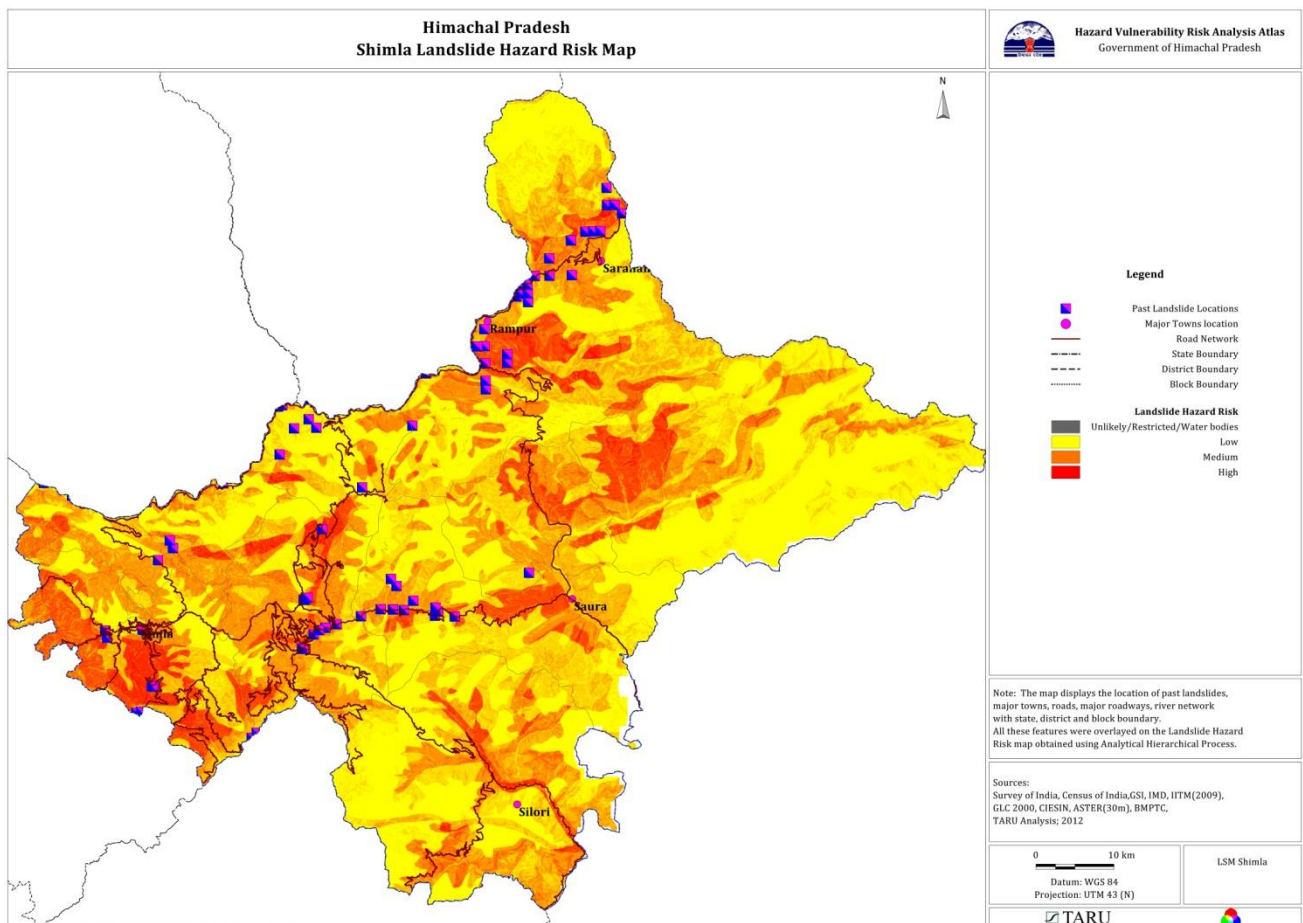 Himachal Pradesh
Shimla Landslide Hazard Risk Map
Hazard Vulnerability Risk Analysis Atlas
Government of Himachal Pradesh
N
Sarahan
Rampur
Saura
Silori
Legend
Past Landslide Locations
Major Towns location
Road Network
State Boundary
District Boundary
Block Boundary
Landslide Hazard Risk
Unlikely/Restricted/Water bodies
Low
Medium
High
Note: The map displays the location of past landslides,
major towns, roads, major roadways, river network
with state, district and block boundary.
All these features were overlayed on the Landslide Hazard
Risk map obtained using Analytical Hierarchical Process.
Sources:
Survey of India, Census of India,GSI, IMD, IITM(2009),
GLC 2000, CIESIN, ASTER(30m), BMPTC,
TARU Analysis; 2012
0 10 km
Datum: WGS 84
Projection: UTM 43 (N)
LSM Shimla
TARU